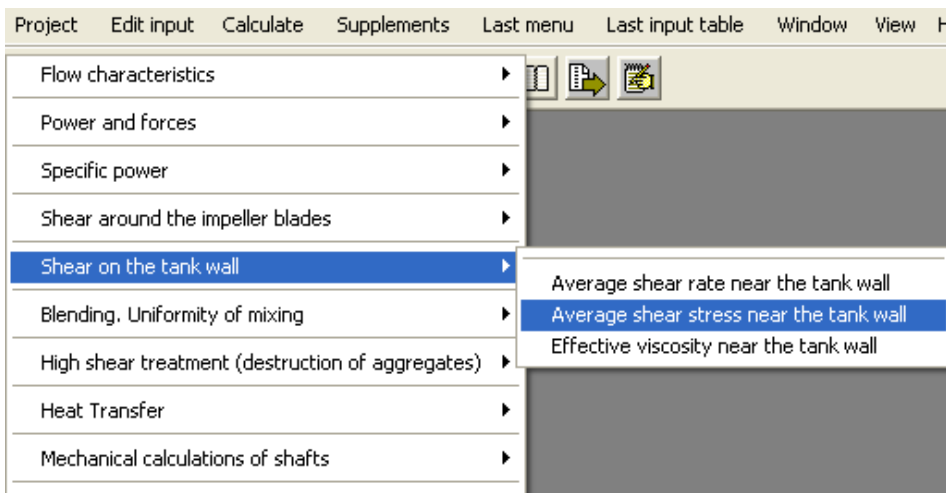 Project Edit input Calculate Supplements Last menu Last input table Window View H
Flow characteristics
Power and forces
Specific power
Shear around the impeller blades
Shear on the tank wall
Average shear rate near the tank wall
Average shear stress near the tank wall
Effective viscosity near the tank wall
Blending. Uniformity of mixing
High shear treatment (destruction of aggregates)
Heat Transfer
Mechanical calculations of shafts